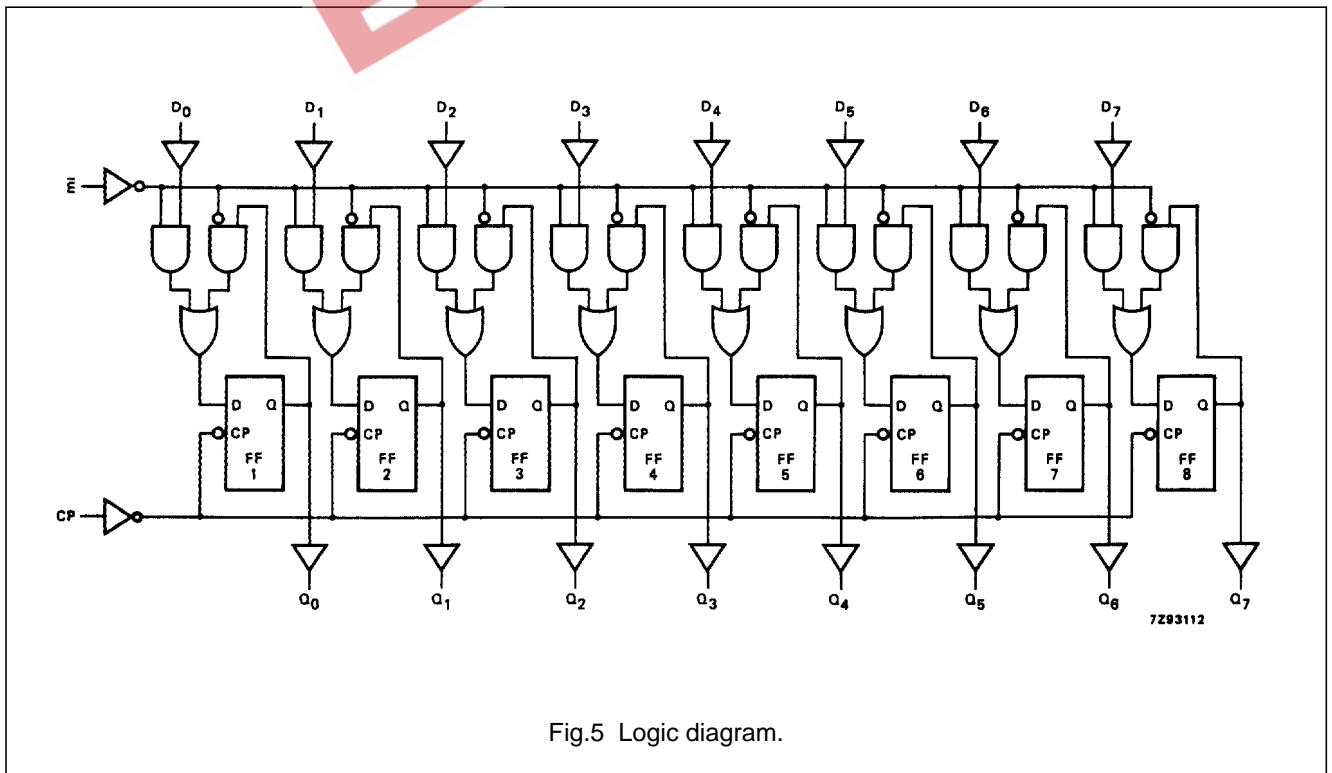 D0 D1 D2 D3 D4 D5 D6 D7
E̅
D Q D Q D Q D Q D Q D Q D Q D Q
CP CP CP CP CP CP CP CP
FF FF FF FF FF FF FF FF
1 2 3 4 5 6 7 8
CP
Q0 Q1 Q2 Q3 Q4 Q5 Q6 Q7
7Z93112
Fig.5 Logic diagram.